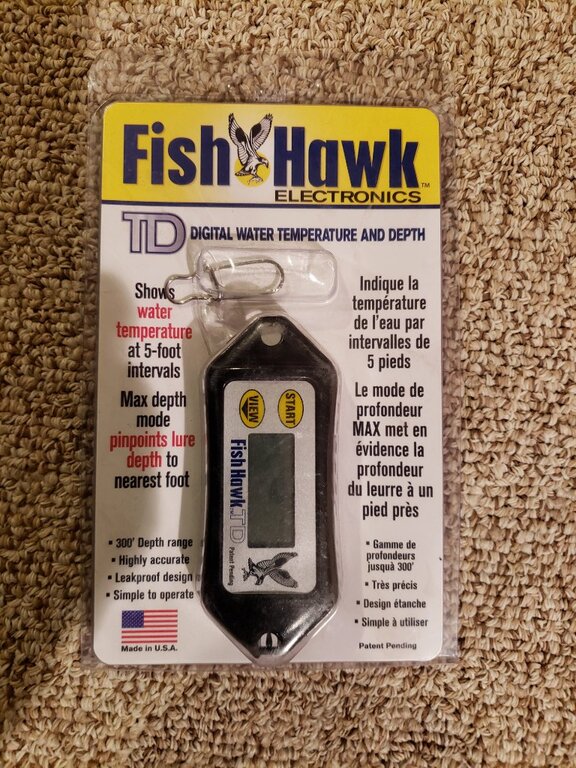 Fish Hawk™
ELECTRONICS
TD DIGITAL WATER TEMPERATURE AND DEPTH
Shows
water
temperature
at 5-foot
intervals
Max depth
mode
pinpoints lure
depth to
nearest foot
▪ 300' Depth range
▪ Highly accurate
▪ Leakproof design
▪ Simple to operate
Made in U.S.A.
START
VIEW
Fish Hawk™ TD
Patent Pending
Indique la
température
de l'eau par
intervalles de
5 pieds
Le mode de
profondeur
MAX met en
évidence la
profondeur
du leurre à un
pied près
▪ Gamme de
profondeurs
jusquà 300'
▪ Très précis
▪ Design étanche
▪ Simple à utiliser
Patent Pending